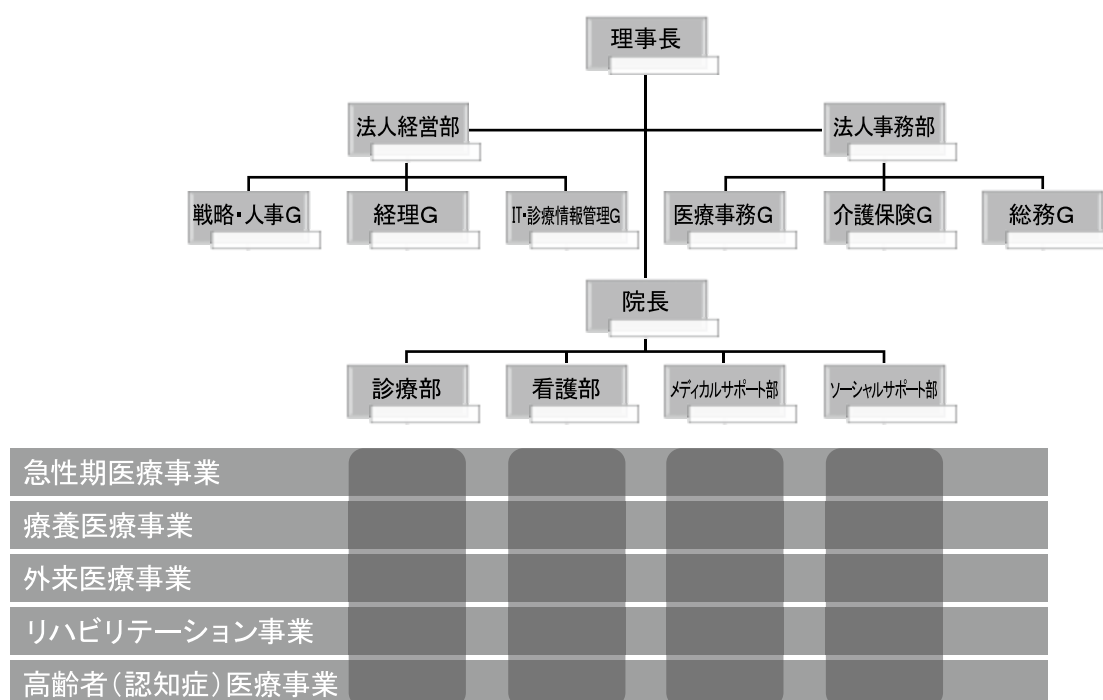 理事長
法人経営部
法人事務部
戦略・人事G
経理G
IT・診療情報管理G
医療事務G
介護保険G
総務G
院長
診療部
看護部
メディカルサポート部
ソーシャルサポート部
急性期医療事業
療養医療事業
外来医療事業
リハビリテーション事業
高齢者（認知症）医療事業